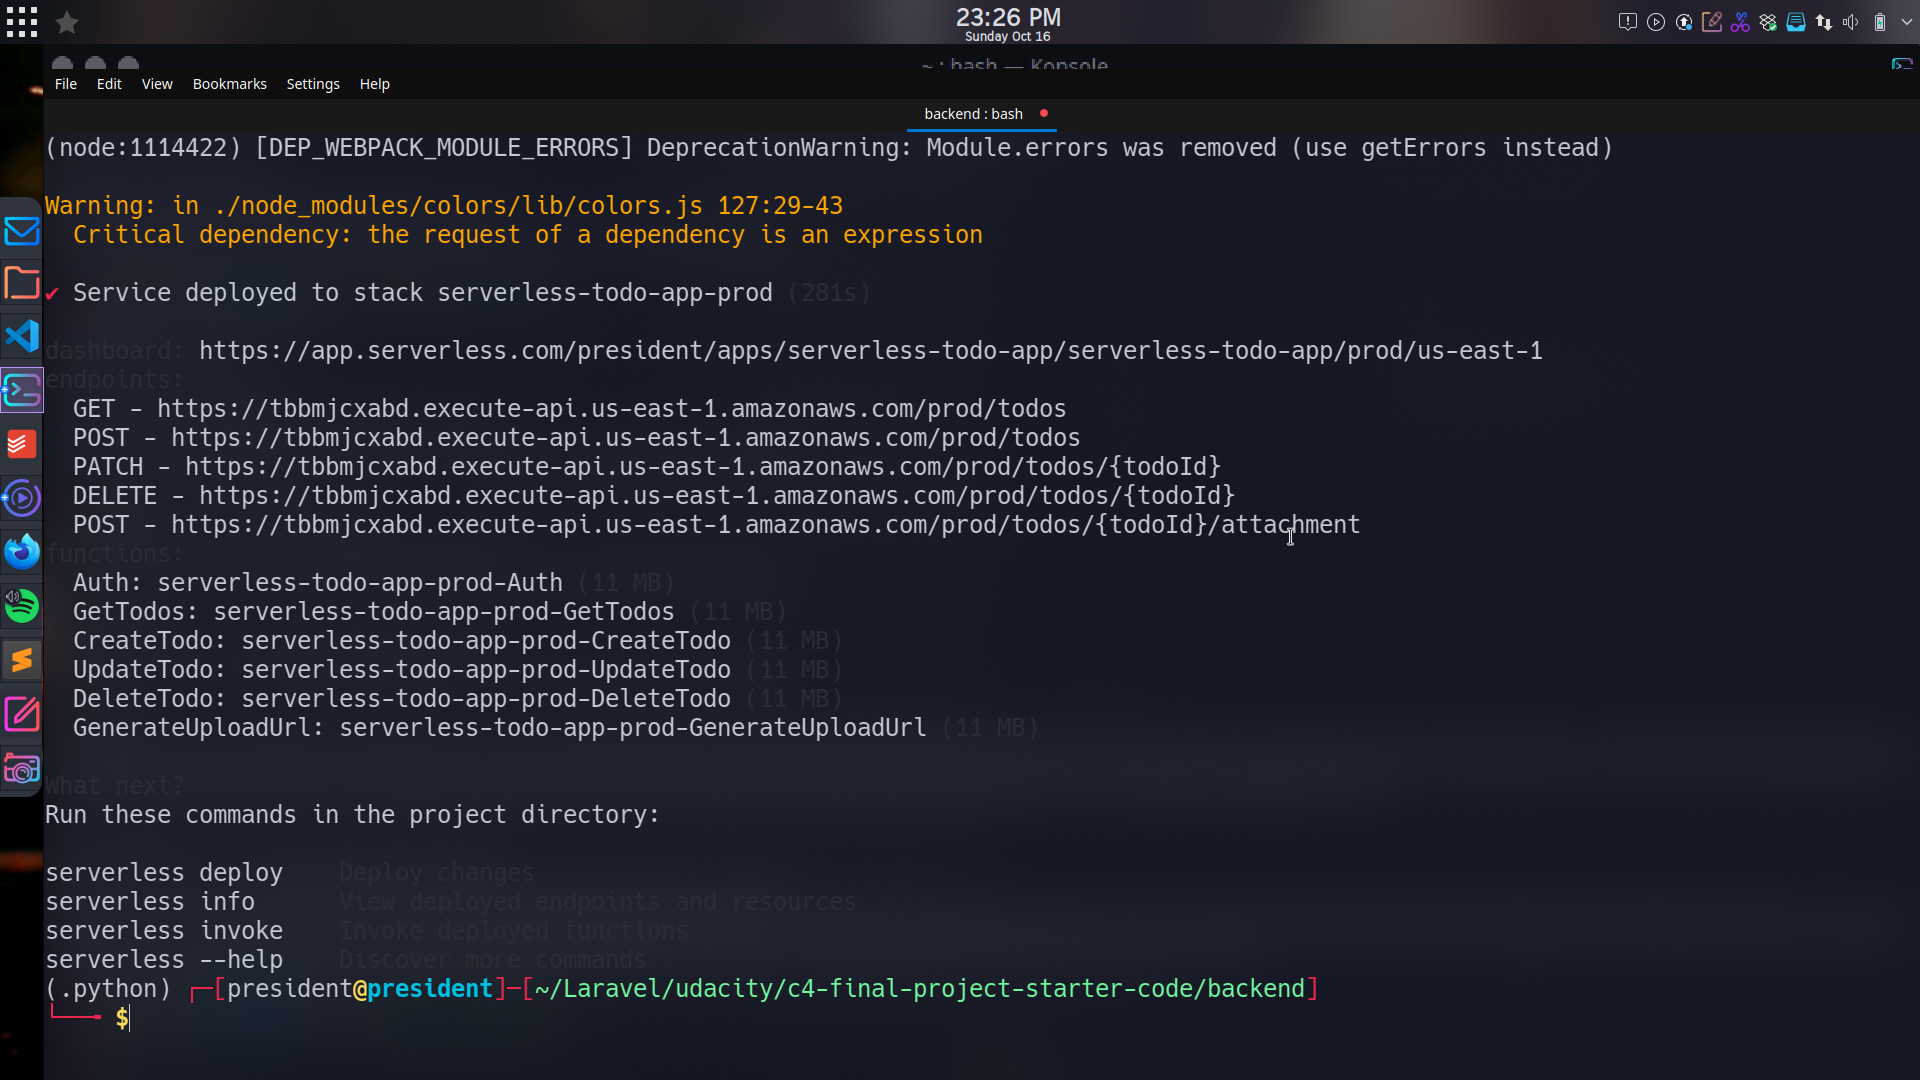 23:26 PM
Sunday Oct 16
~ : bash — Konsole
File Edit View Bookmarks Settings Help
backend : bash
(node:1114422) [DEP_WEBPACK_MODULE_ERRORS] DeprecationWarning: Module.errors was removed (use getErrors instead)
Warning: in ./node_modules/colors/lib/colors.js 127:29-43
Critical dependency: the request of a dependency is an expression
✔ Service deployed to stack serverless-todo-app-prod (281s)
dashboard: https://app.serverless.com/president/apps/serverless-todo-app/serverless-todo-app/prod/us-east-1
endpoints:
GET - https://tbbmjcxabd.execute-api.us-east-1.amazonaws.com/prod/todos
POST - https://tbbmjcxabd.execute-api.us-east-1.amazonaws.com/prod/todos
PATCH - https://tbbmjcxabd.execute-api.us-east-1.amazonaws.com/prod/todos/{todoId}
DELETE - https://tbbmjcxabd.execute-api.us-east-1.amazonaws.com/prod/todos/{todoId}
POST - https://tbbmjcxabd.execute-api.us-east-1.amazonaws.com/prod/todos/{todoId}/attachment
functions:
Auth: serverless-todo-app-prod-Auth (11 MB)
GetTodos: serverless-todo-app-prod-GetTodos (11 MB)
CreateTodo: serverless-todo-app-prod-CreateTodo (11 MB)
UpdateTodo: serverless-todo-app-prod-UpdateTodo (11 MB)
DeleteTodo: serverless-todo-app-prod-DeleteTodo (11 MB)
GenerateUploadUrl: serverless-todo-app-prod-GenerateUploadUrl (11 MB)
What next?
Run these commands in the project directory:
serverless deploy    Deploy changes
serverless info      View deployed endpoints and resources
serverless invoke    Invoke deployed functions
serverless --help    Discover more commands
(.python) ┌─[president@president]─[~/Laravel/udacity/c4-final-project-starter-code/backend]
└──╼ $